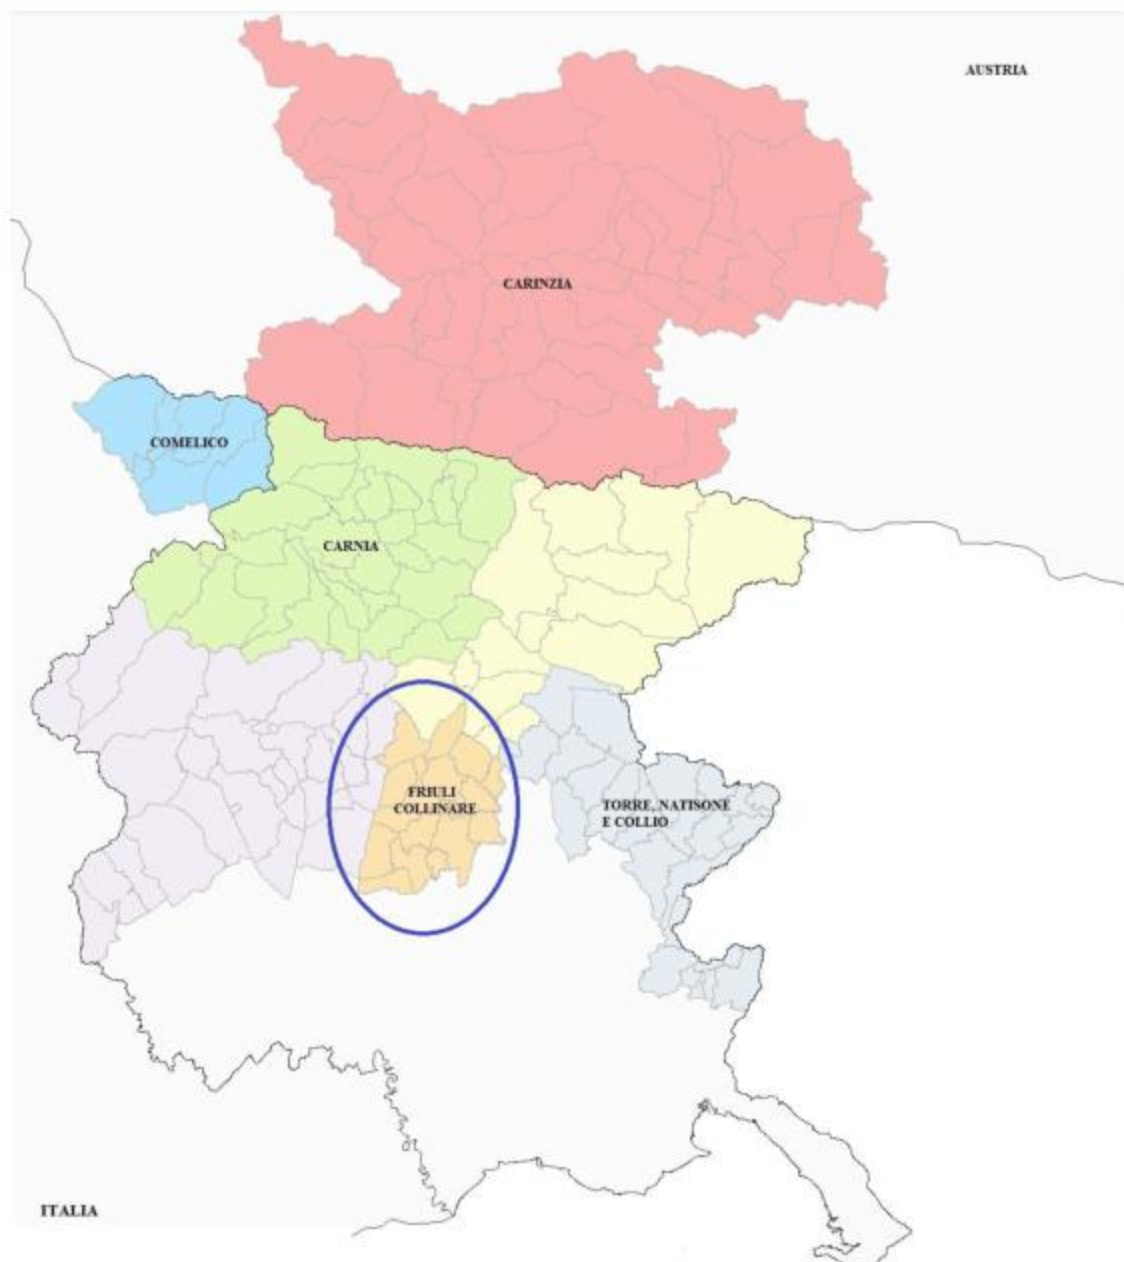 AUSTRIA
CARINZIA
COMELICO
CARNIA
FRIULI
COLLINARE
TORRE, NATISONE
E COLLIO
ITALIA